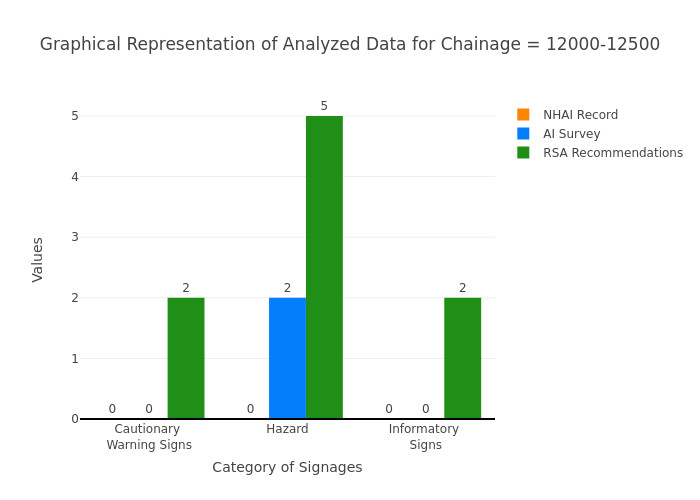 Graphical Representation of Analyzed Data for Chainage = 12000-12500
NHAI Record
AI Survey
RSA Recommendations
Values
5
4
3
2
1
0
0
0
2
0
2
5
0
0
2
Cautionary
Warning Signs
Hazard
Informatory
Signs
Category of Signages